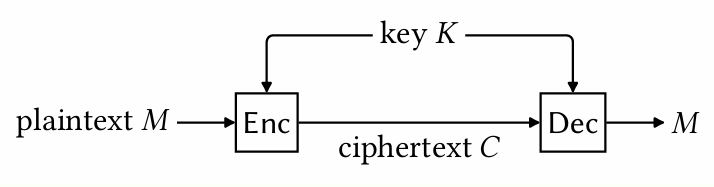 key K
plaintext M
Enc
ciphertext C
Dec
M